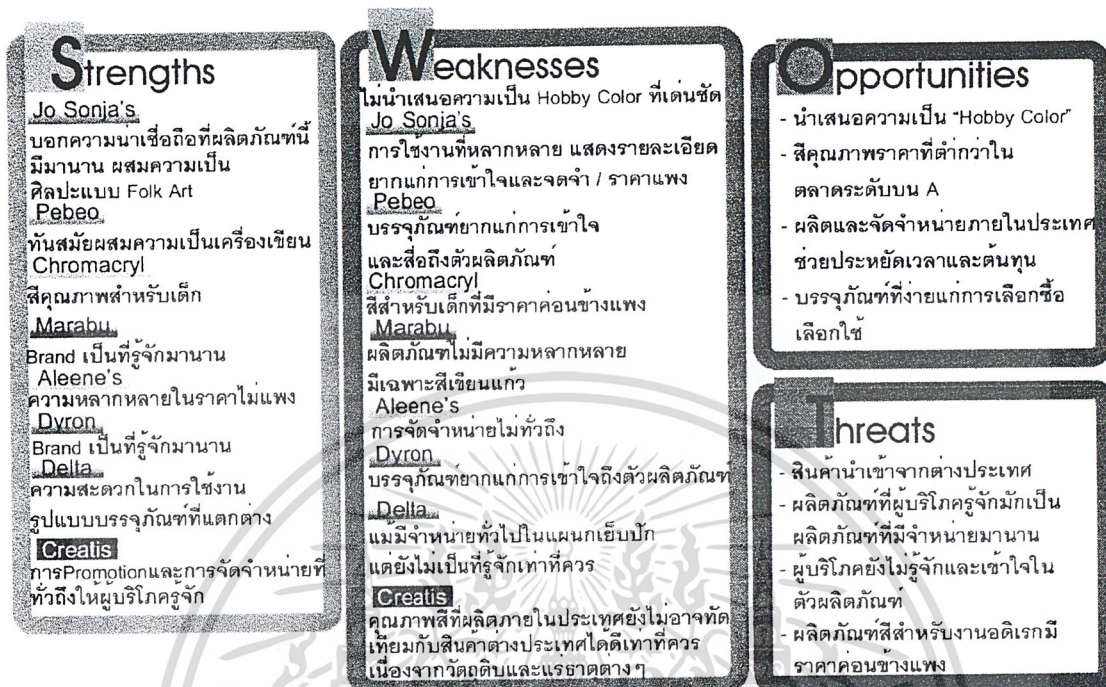 Strengths
Jo Sonja's
บอกความน่าเชื่อถือที่ผลิตภัณฑ์นี้
มีมานาน ผสมความเป็น
ศิลปะแบบ Folk Art
Pebeo
ทันสมัยผสมความเป็นเครื่องเขียน
Chromacryl
สีคุณภาพสำหรับเด็ก
Marabu
Brand เป็นที่รู้จักมานาน
Aleene's
ความหลากหลายในราคาไม่แพง
Dyron
Brand เป็นที่รู้จักมานาน
Delta
ความสะดวกในการใช้งาน
รูปแบบบรรจุภัณฑ์ที่แตกต่าง
Creatis
การPromotionและการจัดจำหน่ายที่
ทั่วถึงให้ผู้บริโภครู้จัก
Weaknesses
ไม่นำเสนอความเป็น Hobby Color ที่เด่นชัด
Jo Sonja's
การใช้งานที่หลากหลาย แสดงรายละเอียด
ยากแก่การเข้าใจและจดจำ / ราคาแพง
Pebeo
บรรจุภัณฑ์ยากแก่การเข้าใจ
และสื่อถึงตัวผลิตภัณฑ์
Chromacryl
สีสำหรับเด็กที่มีราคาค่อนข้างแพง
Marabu
ผลิตภัณฑ์ไม่มีความหลากหลาย
มีเฉพาะสีเขียนแก้ว
Aleene's
การจัดจำหน่ายไม่ทั่วถึง
Dyron
บรรจุภัณฑ์ยากแก่การเข้าใจถึงตัวผลิตภัณฑ์
Delta
แม้มีจำหน่ายทั่วไปในแผนกเย็บปัก
แต่ยังไม่เป็นที่รู้จักเท่าที่ควร
Creatis
คุณภาพสีที่ผลิตภายในประเทศยังไม่อาจทัด
เทียมกับสินค้าต่างประเทศได้ดีเท่าที่ควร
เนื่องจากวัตถุดิบและแร่ธาตุต่างๆ
Opportunities
- นำเสนอความเป็น "Hobby Color"
- สีคุณภาพราคาที่ต่ำกว่าใน
ตลาดระดับบน A
- ผลิตและจัดจำหน่ายภายในประเทศ
ช่วยประหยัดเวลาและต้นทุน
- บรรจุภัณฑ์ที่ง่ายแก่การเลือกซื้อ
เลือกใช้
Threats
- สินค้านำเข้าจากต่างประเทศ
- ผลิตภัณฑ์ที่ผู้บริโภครู้จักมักเป็น
ผลิตภัณฑ์ที่มีจำหน่ายมานาน
- ผู้บริโภคยังไม่รู้จักและเข้าใจใน
ตัวผลิตภัณฑ์
- ผลิตภัณฑ์สีสำหรับงานอดิเรกมี
ราคาค่อนข้างแพง